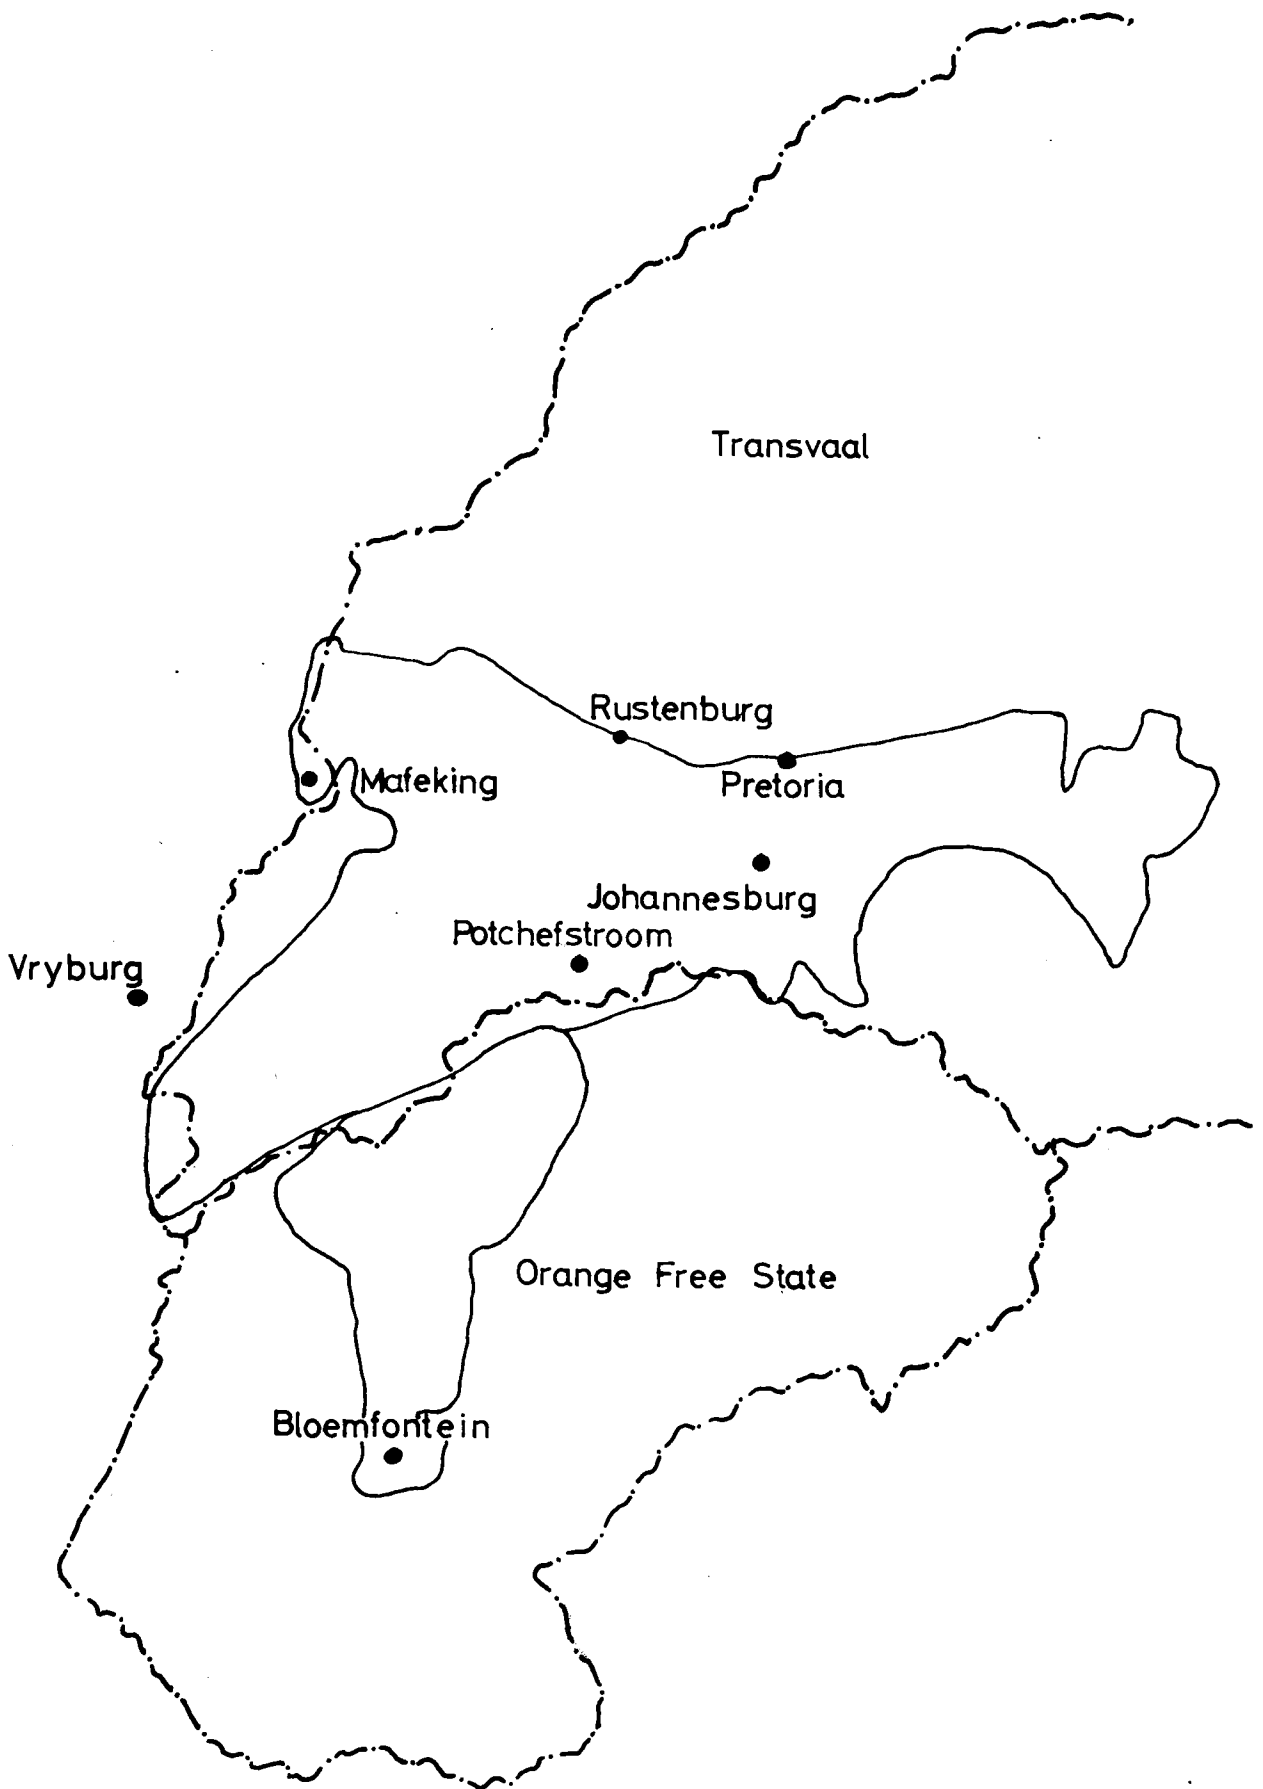 Transvaal
Rustenburg
Mafeking
Pretoria
Johannesburg
Potchefstroom
Vryburg
Orange Free State
Bloemfontein